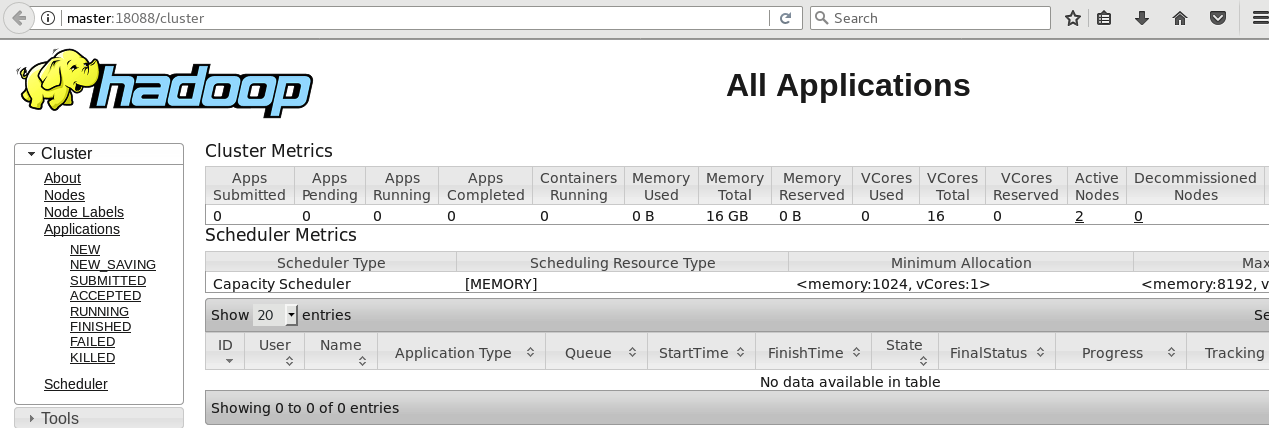 master:18088/cluster
Search
hadoop
All Applications
Cluster
About
Nodes
Node Labels
Applications
NEW
NEW_SAVING
SUBMITTED
ACCEPTED
RUNNING
FINISHED
FAILED
KILLED
Scheduler
Tools
Cluster Metrics
Apps Submitted Apps Pending Apps Running Apps Completed Containers Running Memory Used Memory Total Memory Reserved VCores Used VCores Total VCores Reserved Active Nodes Decommissioned Nodes
0 0 0 0 0 0 B 16 GB 0 B 0 16 0 2 0
Scheduler Metrics
Scheduler Type Scheduling Resource Type Minimum Allocation Max
Capacity Scheduler [MEMORY] <memory:1024, vCores:1> <memory:8192, v
Show 20 entries Se
ID User Name Application Type Queue StartTime FinishTime State FinalStatus Progress Tracking
No data available in table
Showing 0 to 0 of 0 entries